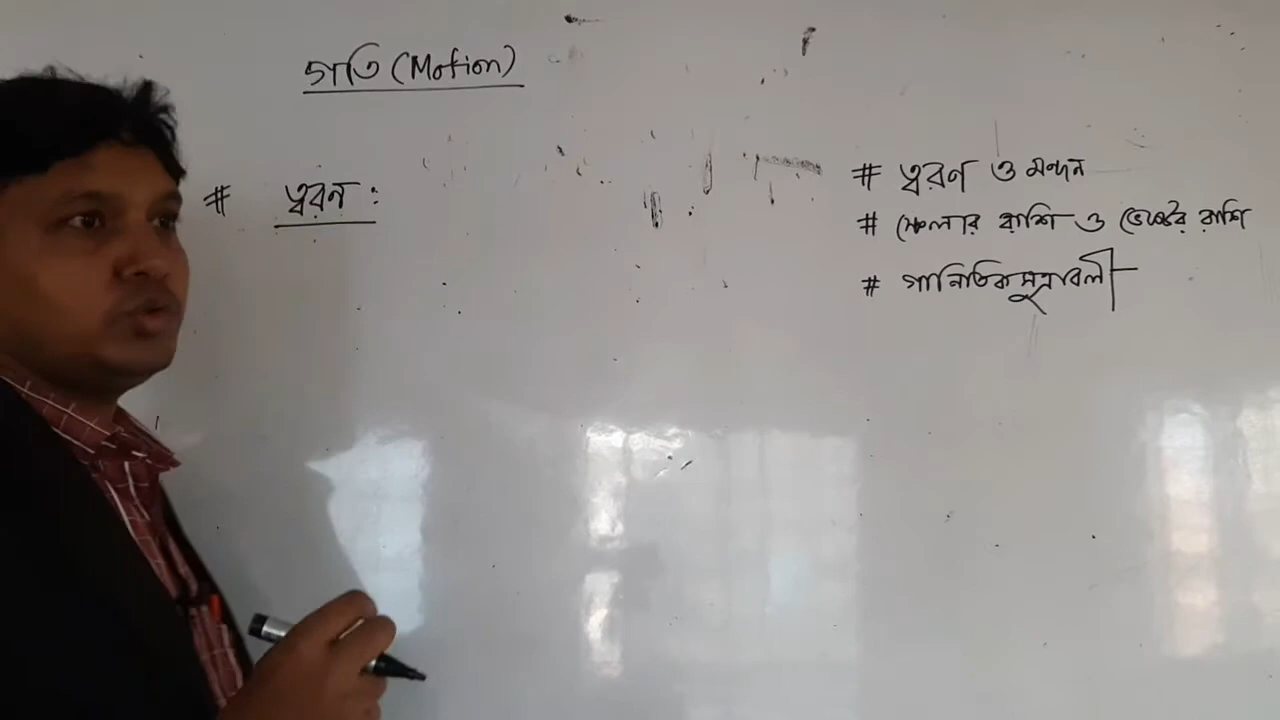 গতি (Motion)
# ত্বরণ :
# ত্বরণ ও মন্দন
# স্কেলার রাশি ও ভেক্টর রাশি
# গানিতিক সূত্রাবলী